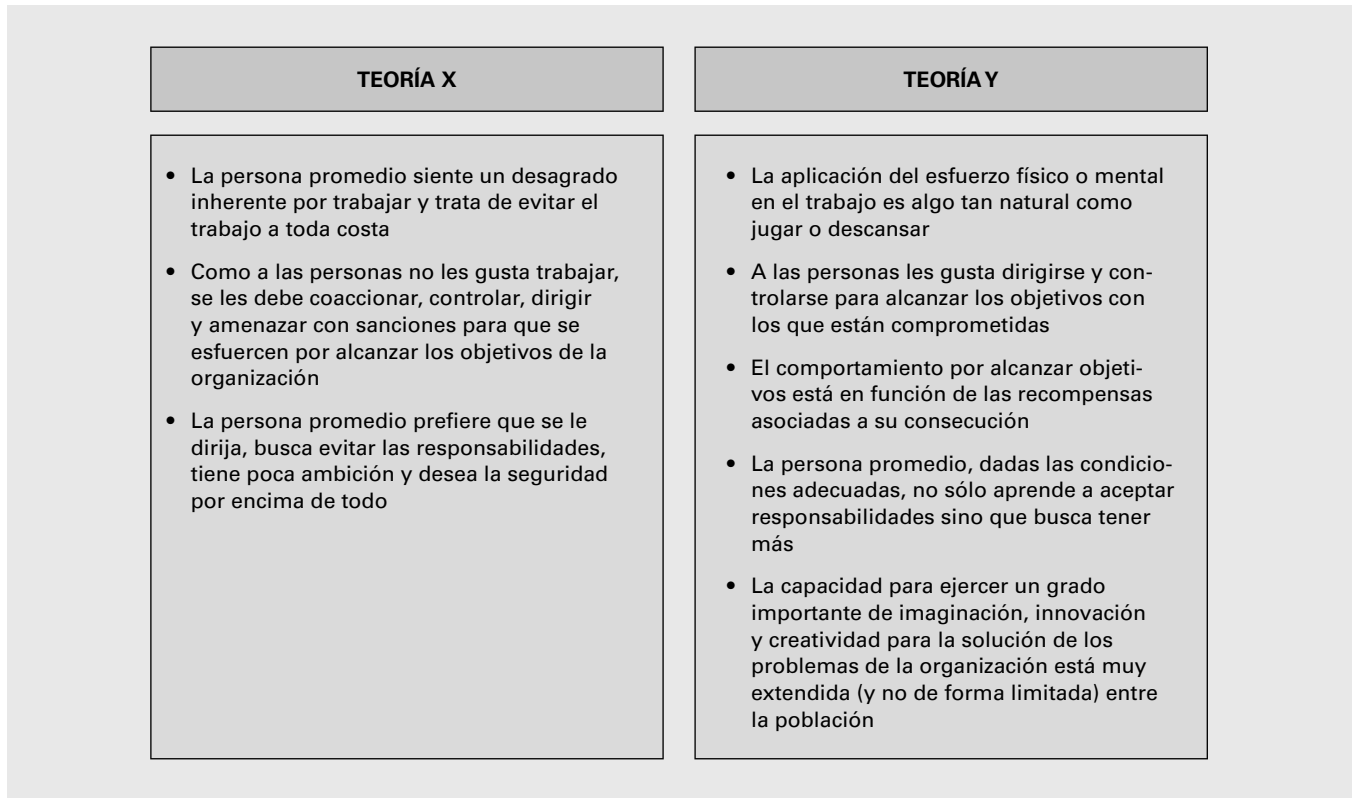 TEORÍA X
• La persona promedio siente un desagrado
inherente por trabajar y trata de evitar el
trabajo a toda costa
• Como a las personas no les gusta trabajar,
se les debe coaccionar, controlar, dirigir
y amenazar con sanciones para que se
esfuercen por alcanzar los objetivos de la
organización
• La persona promedio prefiere que se le
dirija, busca evitar las responsabilidades,
tiene poca ambición y desea la seguridad
por encima de todo
TEORÍA Y
• La aplicación del esfuerzo físico o mental
en el trabajo es algo tan natural como
jugar o descansar
• A las personas les gusta dirigirse y con-
trolarse para alcanzar los objetivos con
los que están comprometidas
• El comportamiento por alcanzar objeti-
vos está en función de las recompensas
asociadas a su consecución
• La persona promedio, dadas las condicio-
nes adecuadas, no sólo aprende a aceptar
responsabilidades sino que busca tener
más
• La capacidad para ejercer un grado
importante de imaginación, innovación
y creatividad para la solución de los
problemas de la organización está muy
extendida (y no de forma limitada) entre
la población